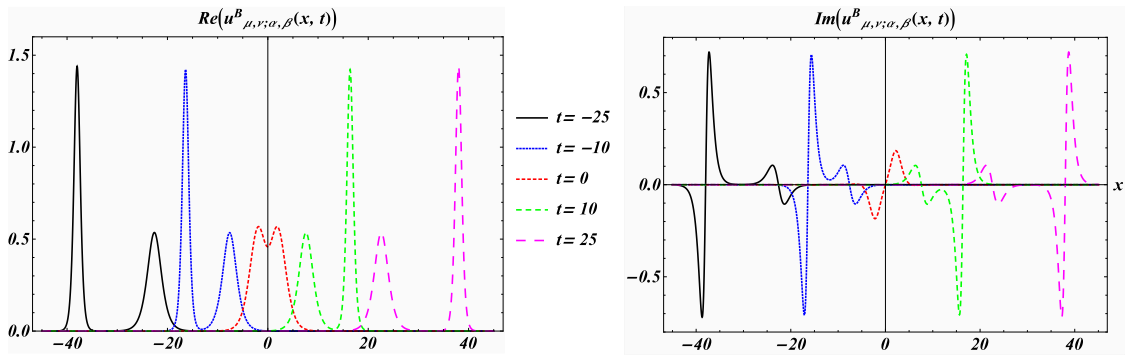 Re(u^B_{μ,ν;α,β}(x, t))
1.5
1.0
0.5
0.0
−40 −20 0 20 40
t = −25
t = −10
t = 0
t = 10
t = 25
Im(u^B_{μ,ν;α,β}(x, t))
0.5
0.0
−0.5
−40 −20 0 20 40
x